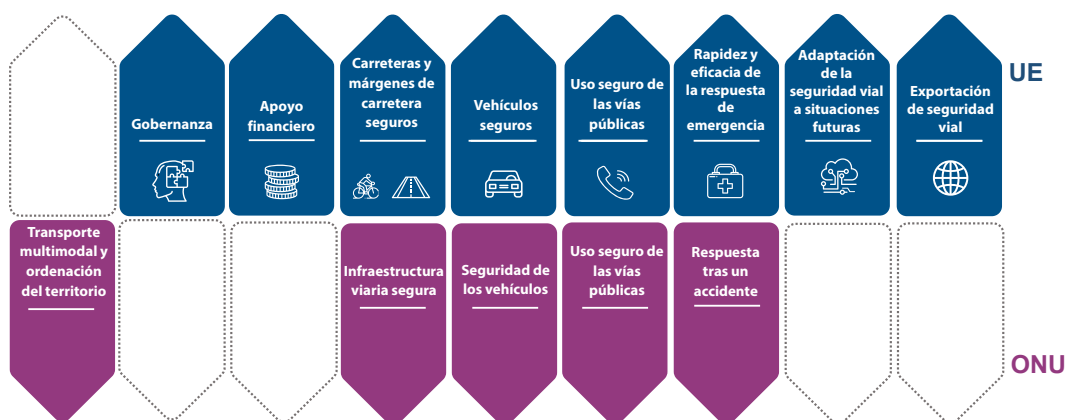 Gobernanza
Apoyo
financiero
Carreteras y
márgenes de
carretera
seguros
Vehículos
seguros
Uso seguro de
las vías
públicas
Rapidez y
eficacia de
la respuesta
de
emergencia
Adaptación
de la
seguridad vial
a situaciones
futuras
Exportación
de seguridad
vial
UE
Transporte
multimodal y
ordenación
del territorio
Infraestructura
viaria segura
Seguridad de
los vehículos
Uso seguro de
las vías
públicas
Respuesta
tras un
accidente
ONU